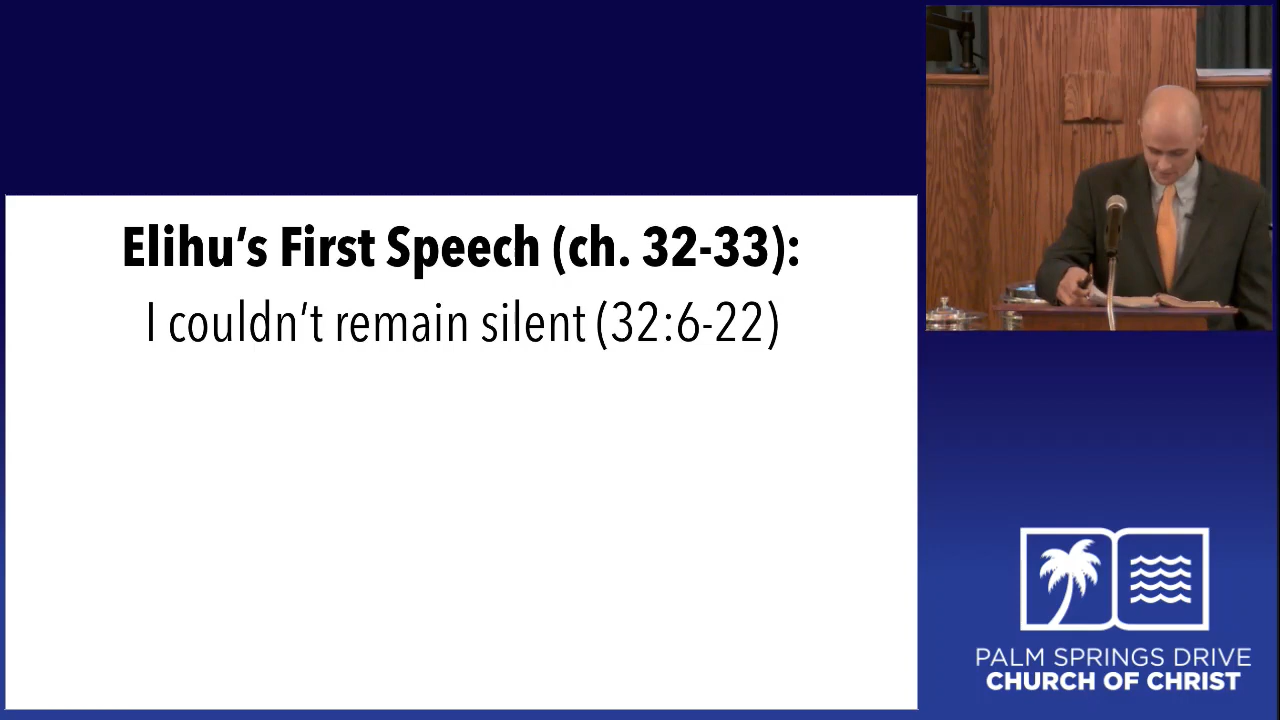 Elihu’s First Speech (ch. 32-33):
I couldn’t remain silent (32:6-22)
PALM SPRINGS DRIVE
CHURCH OF CHRIST